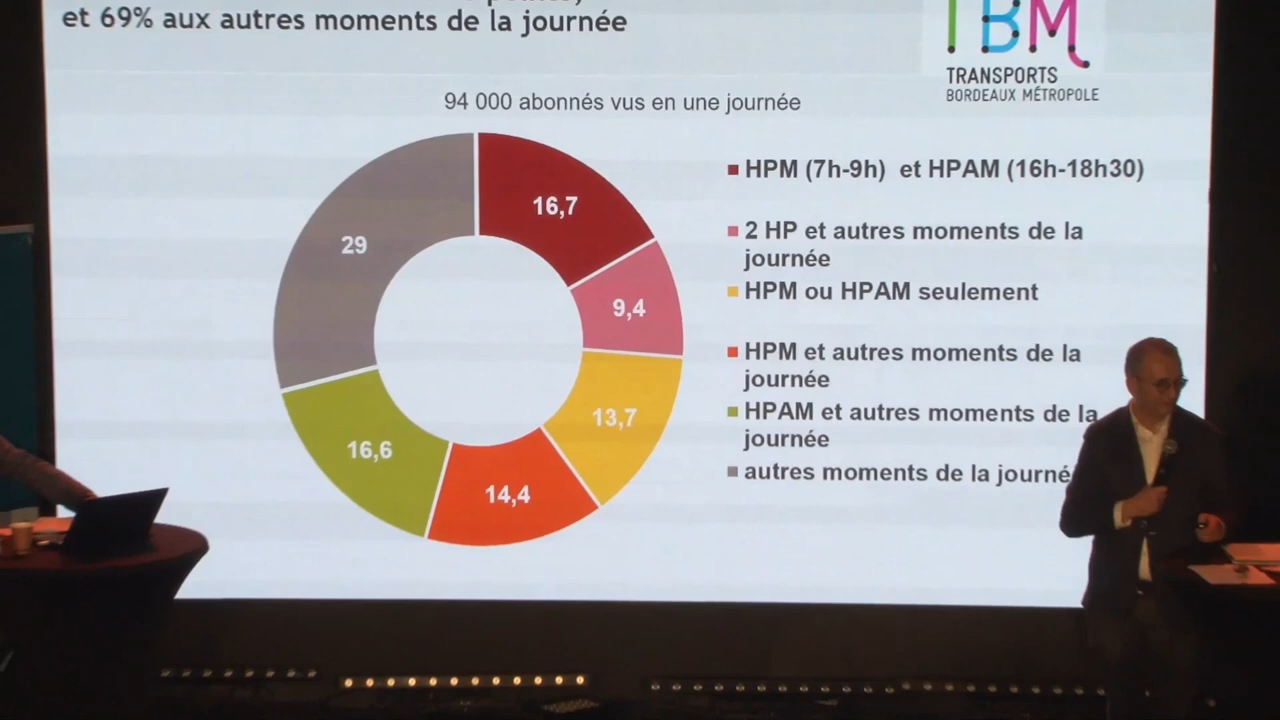 et 69% aux autres moments de la journée
TBM
TRANSPORTS
BORDEAUX MÉTROPOLE
94 000 abonnés vus en une journée
16,7
9,4
13,7
14,4
16,6
29
HPM (7h-9h) et HPAM (16h-18h30)
2 HP et autres moments de la
journée
HPM ou HPAM seulement
HPM et autres moments de la
journée
HPAM et autres moments de la
journée
autres moments de la journé